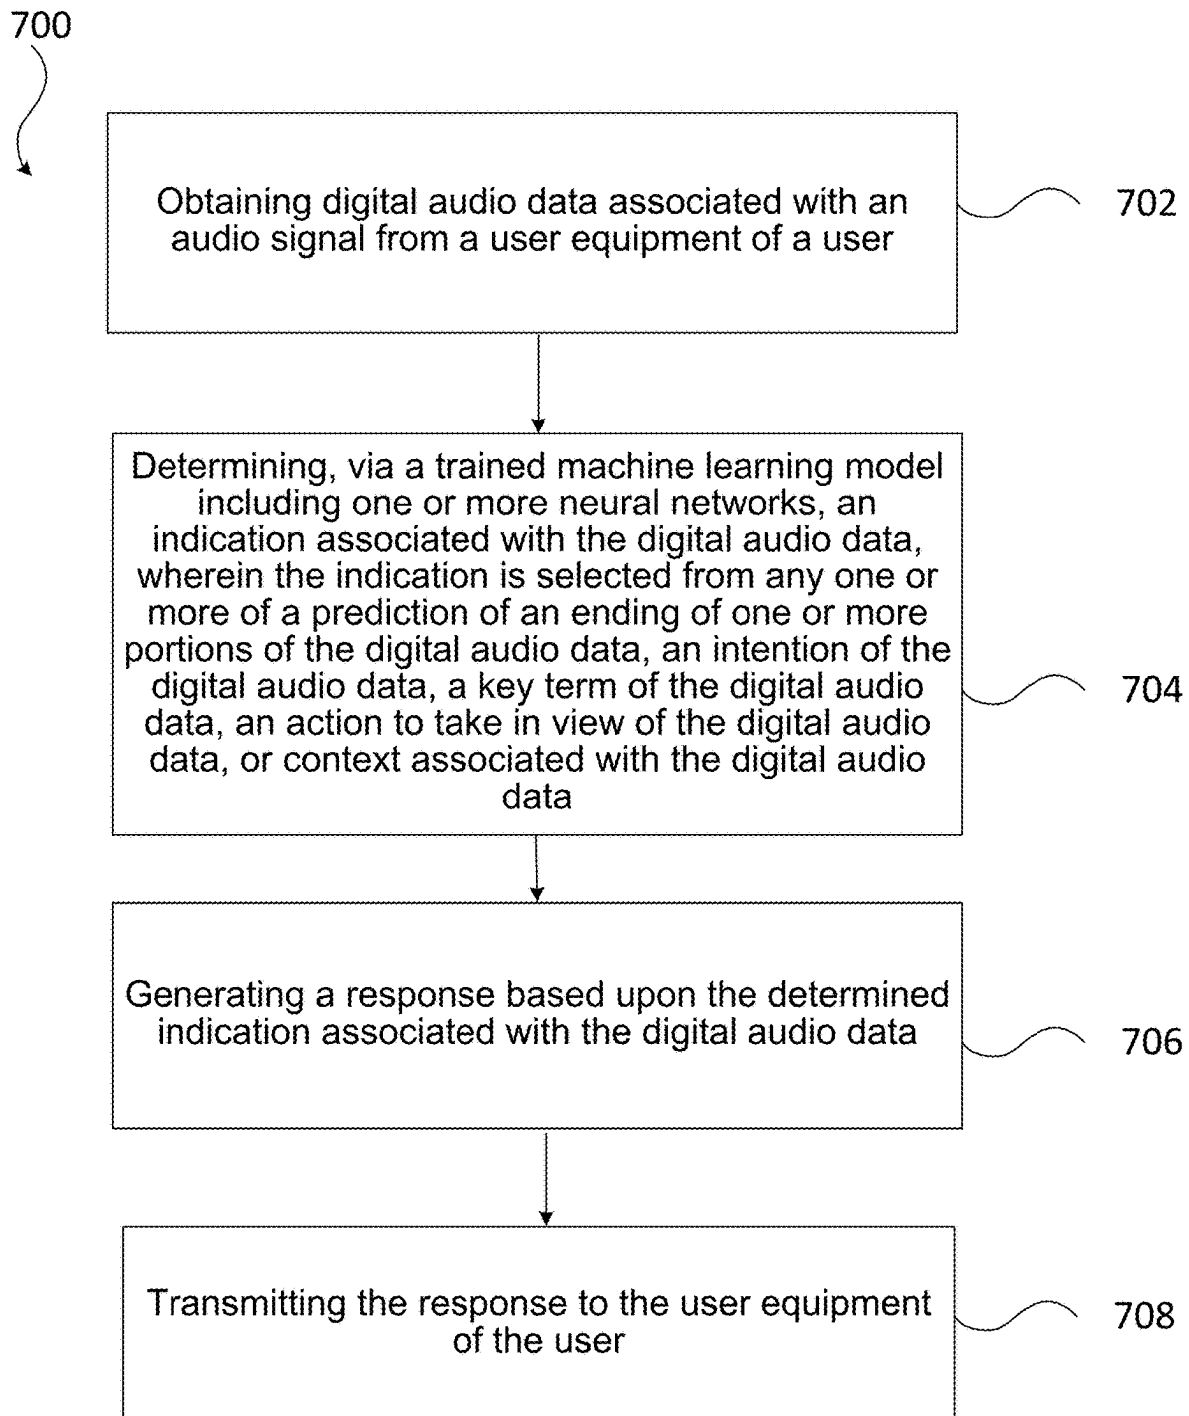 700
Obtaining digital audio data associated with an
audio signal from a user equipment of a user
702
Determining, via a trained machine learning model
including one or more neural networks, an
indication associated with the digital audio data,
wherein the indication is selected from any one or
more of a prediction of an ending of one or more
portions of the digital audio data, an intention of the
digital audio data, a key term of the digital audio
data, an action to take in view of the digital audio
data, or context associated with the digital audio
data
704
Generating a response based upon the determined
indication associated with the digital audio data
706
Transmitting the response to the user equipment
of the user
708